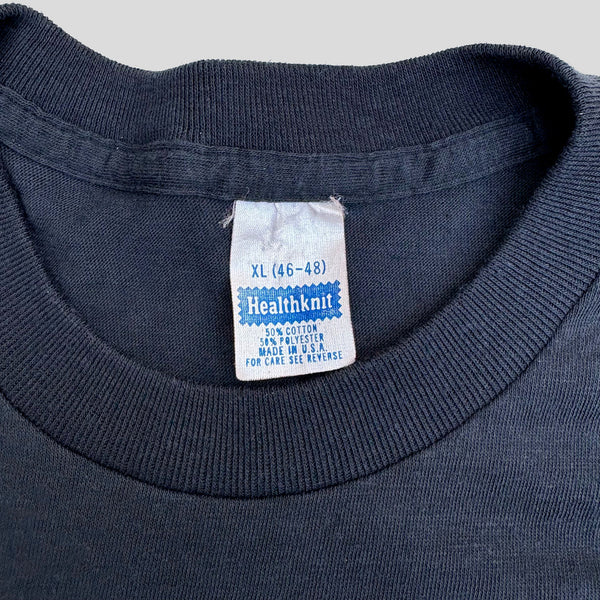 XL (46-48)
Healthknit
50% COTTON
50% POLYESTER
MADE IN U.S.A.
FOR CARE SEE REVERSE